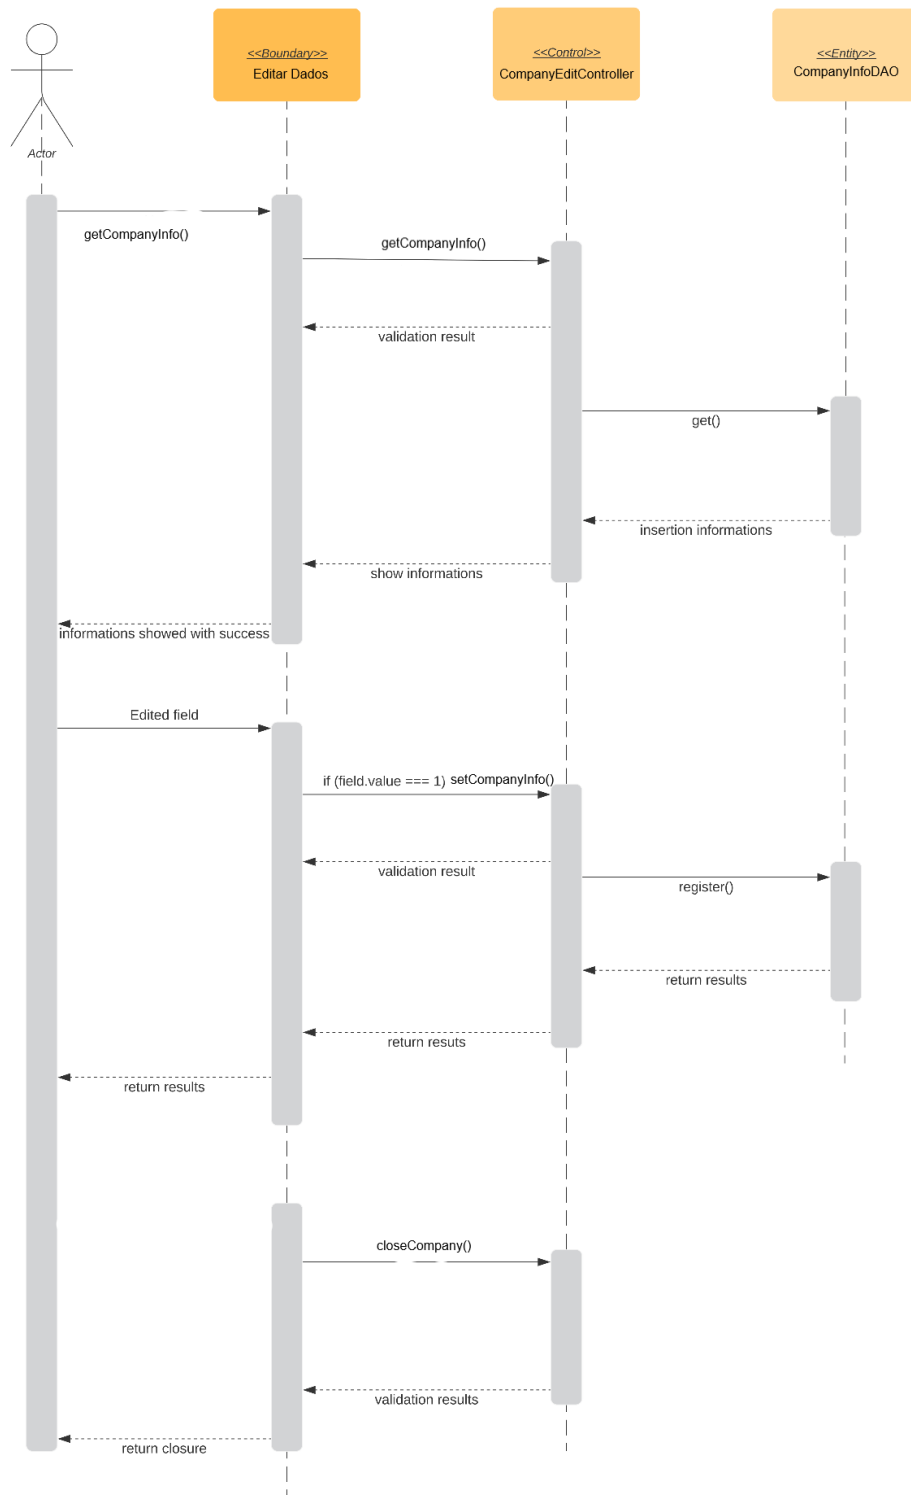 <<Boundary>>
Editar Dados
<<Control>>
CompanyEditController
<<Entity>>
CompanyInfoDAO
Actor
getCompanyInfo()
getCompanyInfo()
validation result
get()
insertion informations
show informations
informations showed with success
Edited field
if (field.value === 1) setCompanyInfo()
validation result
register()
return results
return resuts
return results
closeCompany()
validation results
return closure